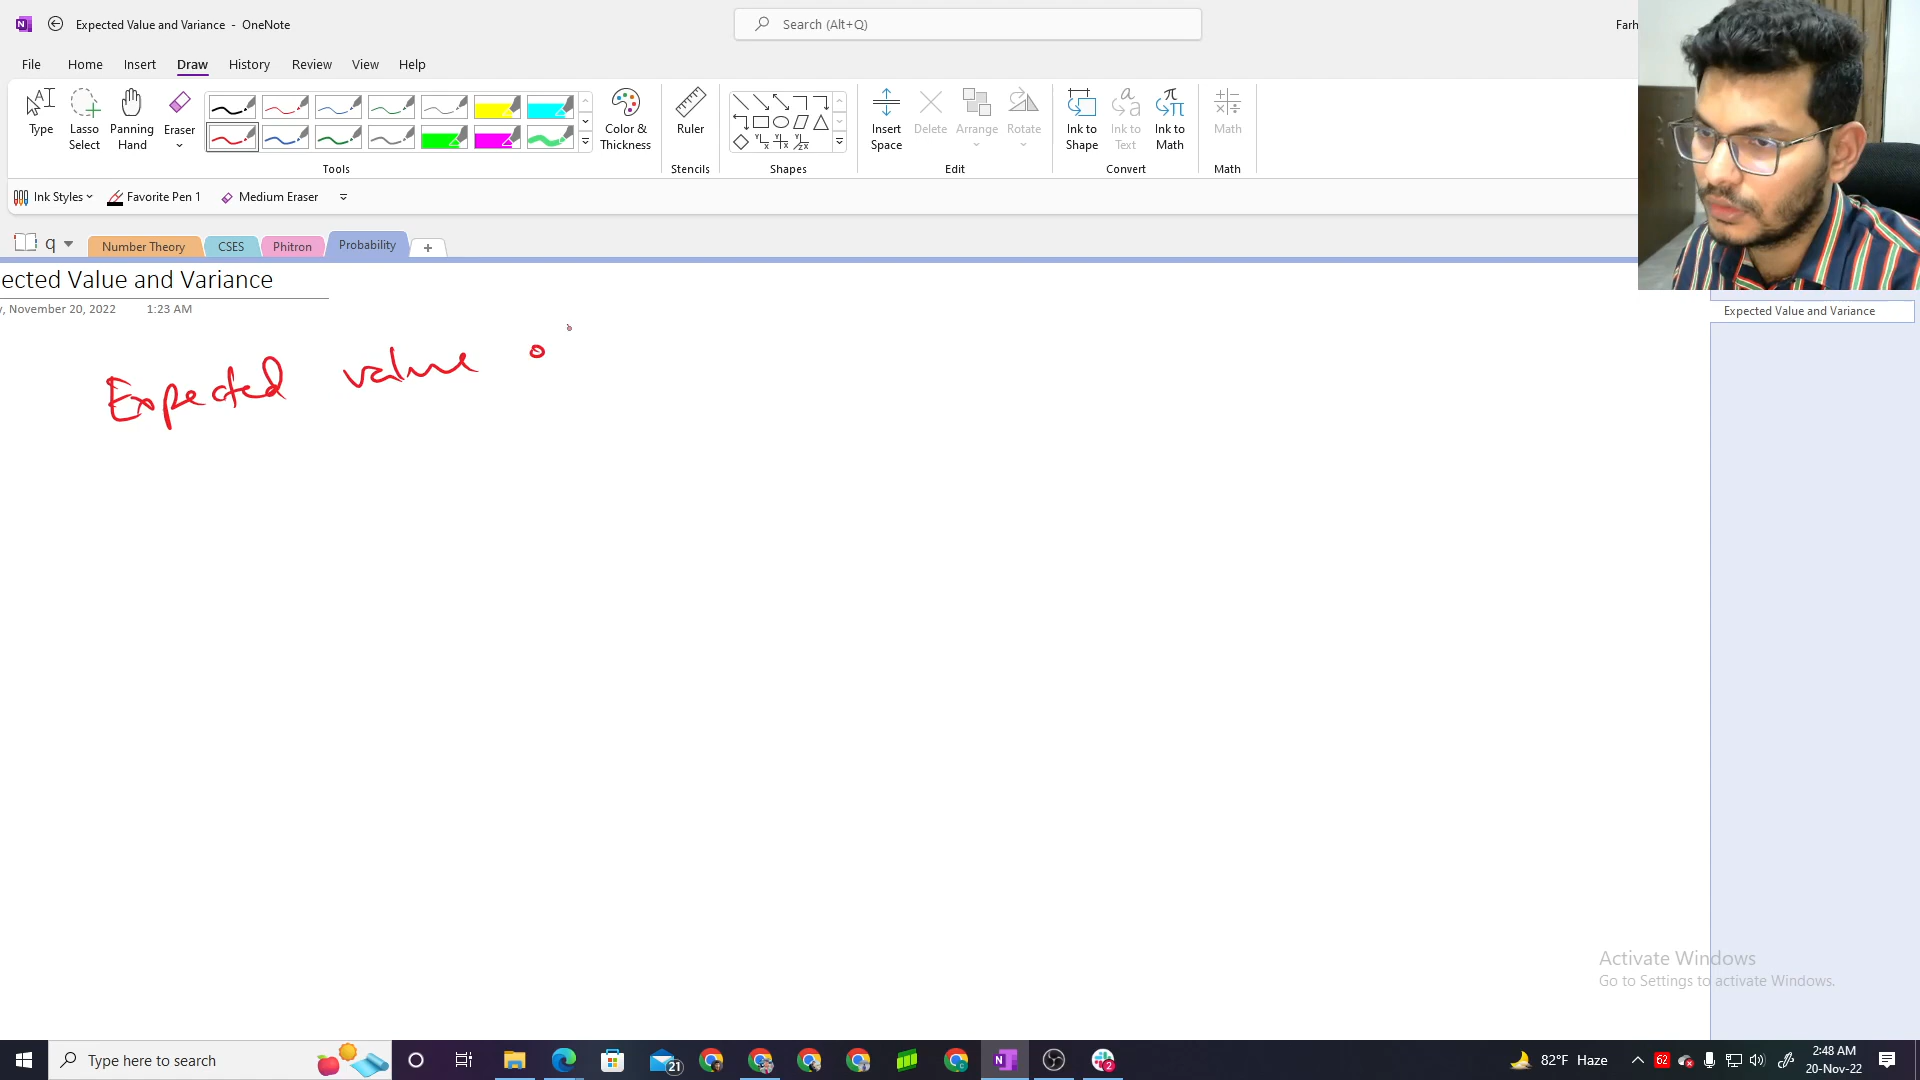 Expected Value and Variance - OneNote
Search (Alt+Q)
Farh
File Home Insert Draw History Review View Help
Type
Lasso Select
Panning Hand
Eraser
Color & Thickness
Ruler
Insert Space
Delete
Arrange
Rotate
Ink to Shape
Ink to Text
Ink to Math
Math
Tools Stencils Shapes Edit Convert Math
Ink Styles Favorite Pen 1 Medium Eraser
q Number Theory CSES Phitron Probability +
ected Value and Variance
, November 20, 2022 1:23 AM
Expected Value and Variance
Expected value o
Activate Windows
Go to Settings to activate Windows.
Type here to search
21
2
82°F Haze
62
2:48 AM
20-Nov-22